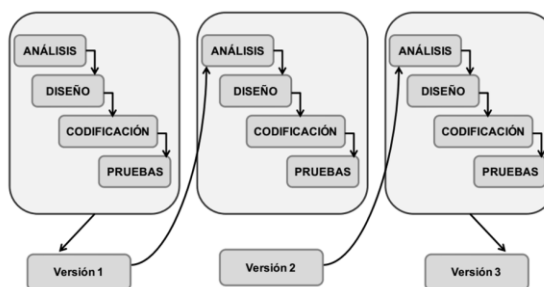 ANÁLISIS
DISEÑO
CODIFICACIÓN
PRUEBAS
ANÁLISIS
DISEÑO
CODIFICACIÓN
PRUEBAS
ANÁLISIS
DISEÑO
CODIFICACIÓN
PRUEBAS
Versión 1
Versión 2
Versión 3